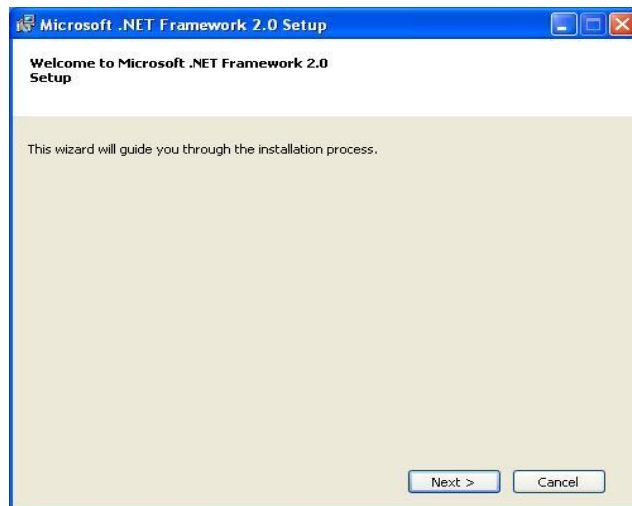 Microsoft .NET Framework 2.0 Setup
Welcome to Microsoft .NET Framework 2.0
Setup
This wizard will guide you through the installation process.
Next > Cancel